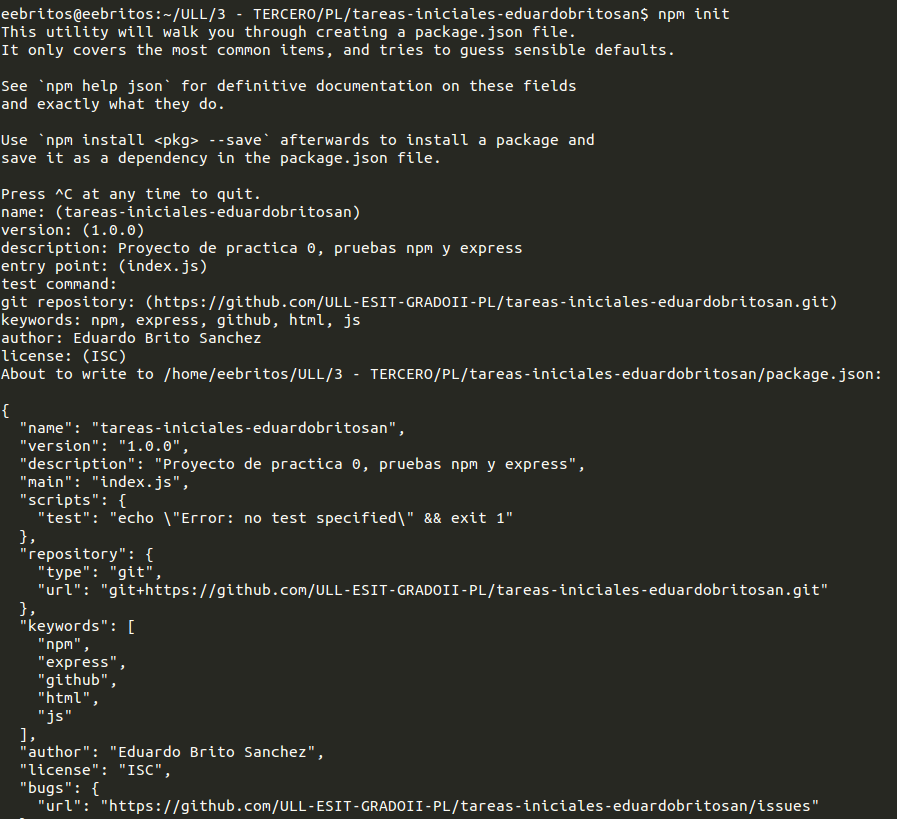 eebritos@eebritos:~/ULL/3 - TERCERO/PL/tareas-iniciales-eduardobritosan$ npm init
This utility will walk you through creating a package.json file.
It only covers the most common items, and tries to guess sensible defaults.

See `npm help json` for definitive documentation on these fields
and exactly what they do.

Use `npm install <pkg> --save` afterwards to install a package and
save it as a dependency in the package.json file.

Press ^C at any time to quit.
name: (tareas-iniciales-eduardobritosan)
version: (1.0.0)
description: Proyecto de practica 0, pruebas npm y express
entry point: (index.js)
test command:
git repository: (https://github.com/ULL-ESIT-GRADOII-PL/tareas-iniciales-eduardobritosan.git)
keywords: npm, express, github, html, js
author: Eduardo Brito Sanchez
license: (ISC)
About to write to /home/eebritos/ULL/3 - TERCERO/PL/tareas-iniciales-eduardobritosan/package.json:

{
  "name": "tareas-iniciales-eduardobritosan",
  "version": "1.0.0",
  "description": "Proyecto de practica 0, pruebas npm y express",
  "main": "index.js",
  "scripts": {
    "test": "echo \"Error: no test specified\" && exit 1"
  },
  "repository": {
    "type": "git",
    "url": "git+https://github.com/ULL-ESIT-GRADOII-PL/tareas-iniciales-eduardobritosan.git"
  },
  "keywords": [
    "npm",
    "express",
    "github",
    "html",
    "js"
  ],
  "author": "Eduardo Brito Sanchez",
  "license": "ISC",
  "bugs": {
    "url": "https://github.com/ULL-ESIT-GRADOII-PL/tareas-iniciales-eduardobritosan/issues"